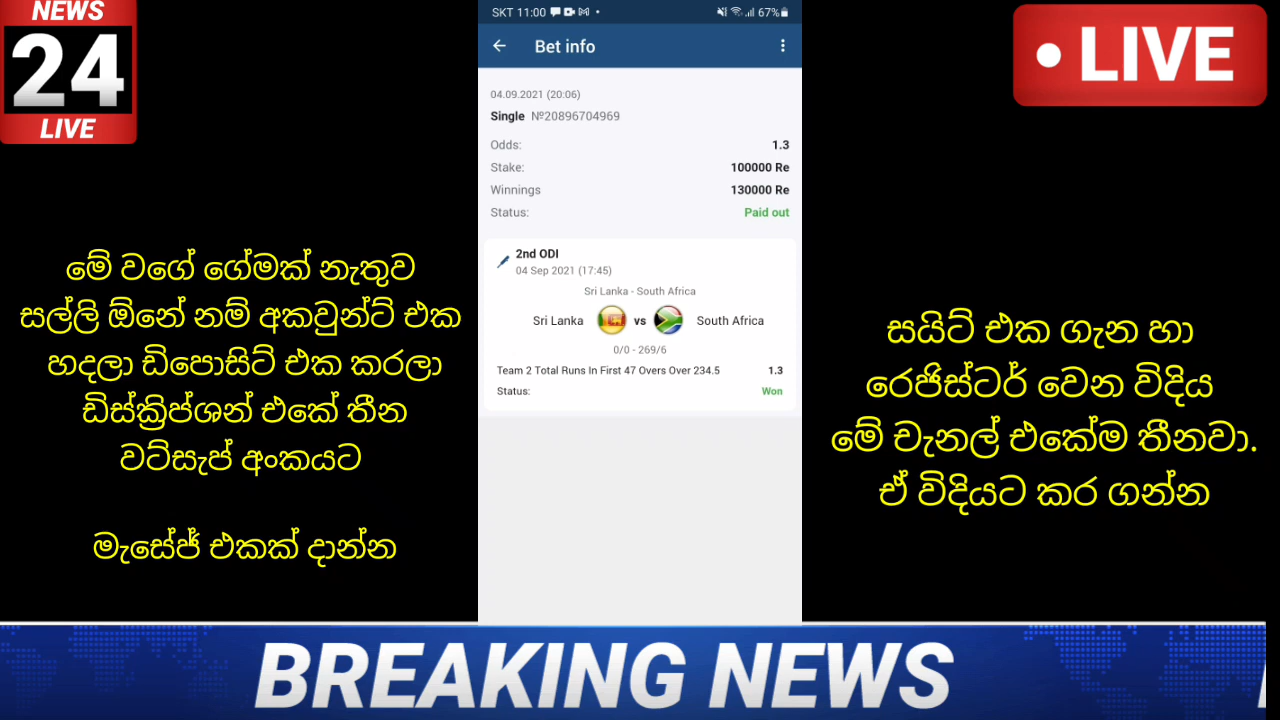 NEWS
24
LIVE
• LIVE
SKT 11:00 • 67%
Bet info
04.09.2021 (20:06)
Single №20896704969
Odds: 1.3
Stake: 100000 Re
Winnings 130000 Re
Status: Paid out
2nd ODI
04 Sep 2021 (17:45)
Sri Lanka - South Africa
Sri Lanka vs South Africa
0/0 - 269/6
Team 2 Total Runs In First 47 Overs Over 234.5 1.3
Status: Won
මේ වගේ ගේමක් නැතුව
සල්ලි ඕනේ නම් අකවුන්ට් එක
හදලා ඩිපොසිට් එක කරලා
ඩිස්ක්‍රිප්ශන් එකේ තීන
වට්සැප් අංකයට
මැසේජ් එකක් දාන්න
සයිට් එක ගැන හා
රෙජිස්ටර් වෙන විදිය
මේ චැනල් එකේම තීනවා.
ඒ විදියට කර ගන්න
BREAKING NEWS